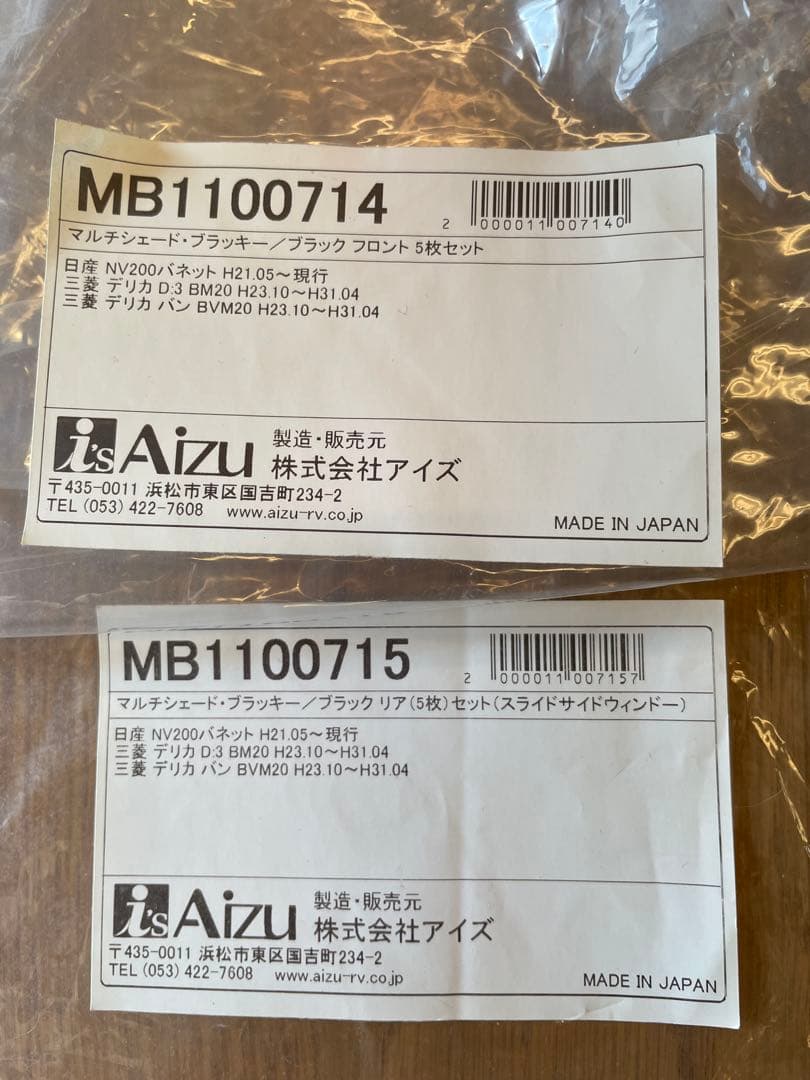 MB1100714
2 000011 007140
マルチシェード・ブラッキー／ブラック フロント 5枚セット
日産 NV200バネット H21.05～現行
三菱 デリカ D:3 BM20 H23.10～H31.04
三菱 デリカ バン BVM20 H23.10～H31.04
i's Aizu 製造・販売元
株式会社アイズ
〒435-0011 浜松市東区国吉町234-2
TEL (053) 422-7608 www.aizu-rv.co.jp
MADE IN JAPAN
MB1100715
2 000011 007157
マルチシェード・ブラッキー／ブラック リア（5枚）セット（スライドサイドウィンドー）
日産 NV200バネット H21.05～現行
三菱 デリカ D:3 BM20 H23.10～H31.04
三菱 デリカ バン BVM20 H23.10～H31.04
i's Aizu 製造・販売元
株式会社アイズ
〒435-0011 浜松市東区国吉町234-2
TEL (053) 422-7608 www.aizu-rv.co.jp
MADE IN JAPAN